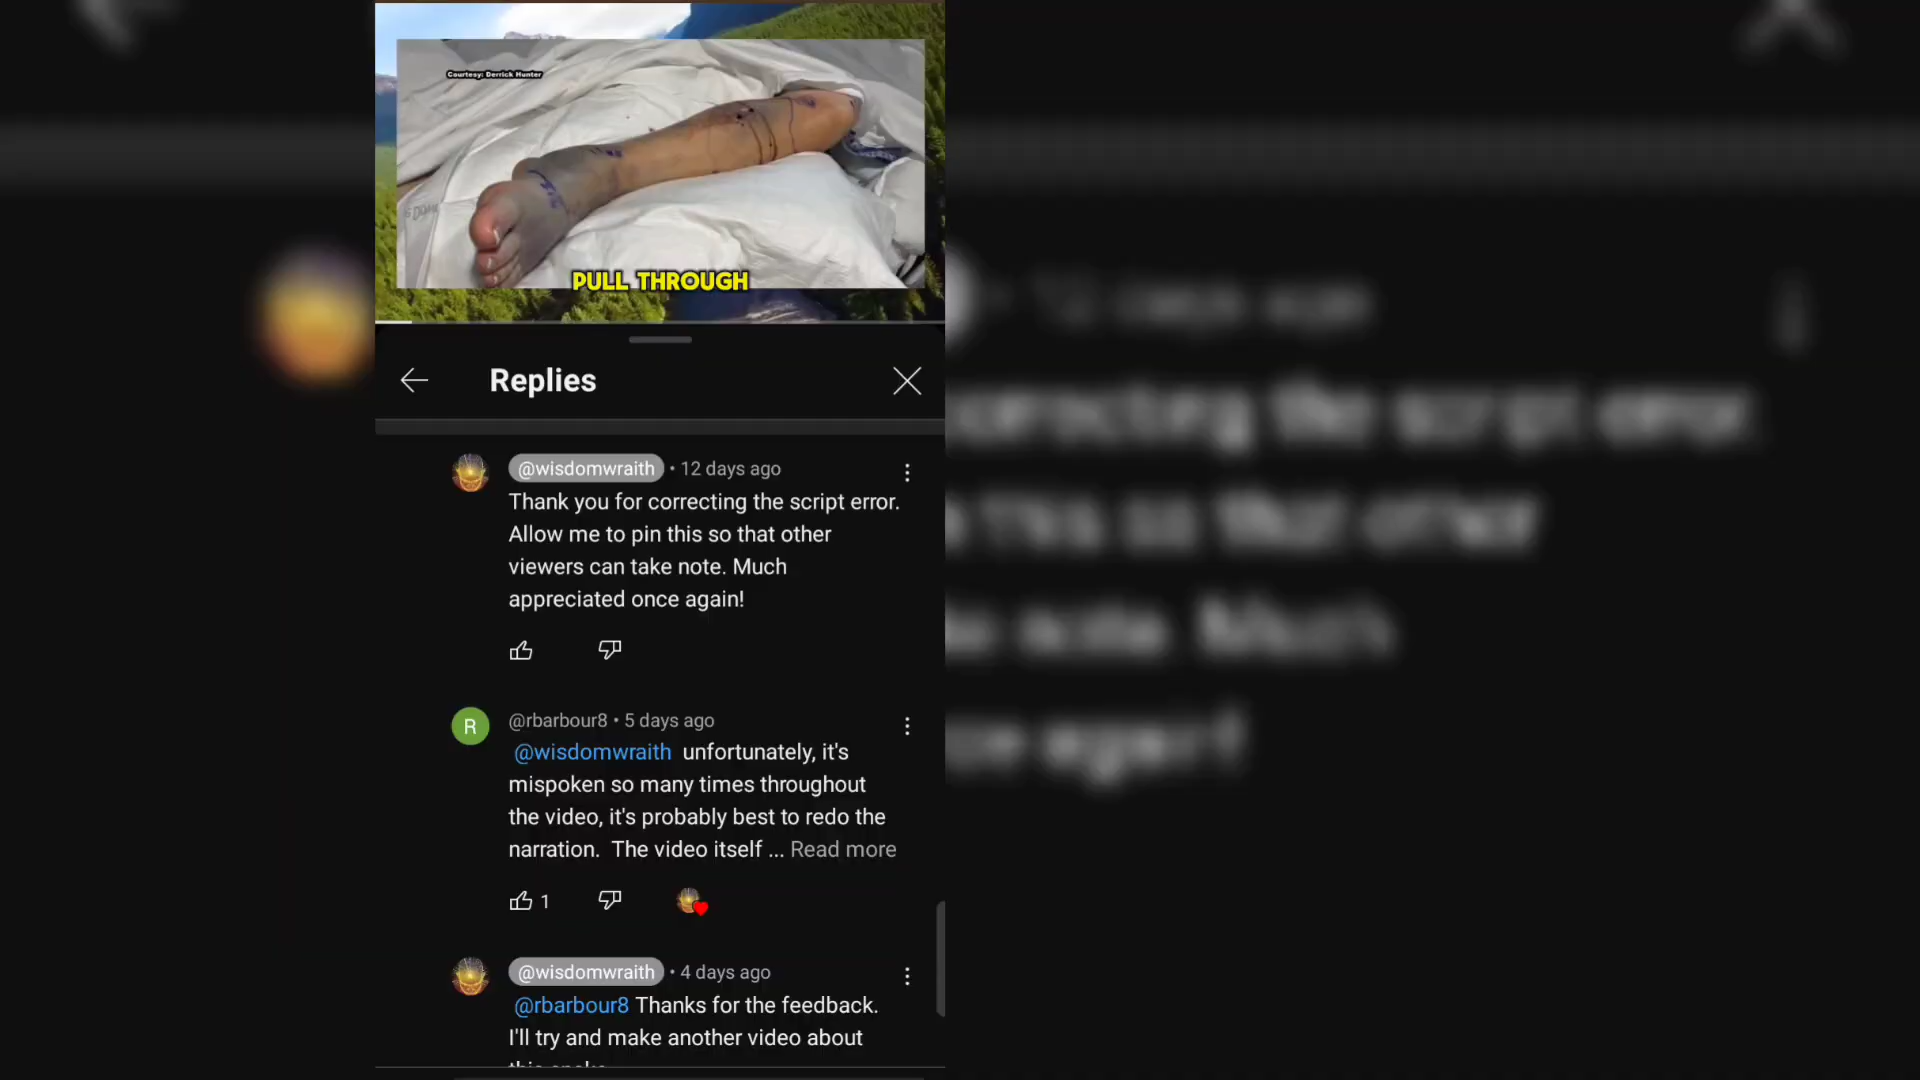 Courtesy: Derrick Hunter
PULL THROUGH
Replies
@wisdomwraith • 12 days ago
Thank you for correcting the script error.
Allow me to pin this so that other
viewers can take note. Much
appreciated once again!
R
@rbarbour8 • 5 days ago
@wisdomwraith unfortunately, it's
mispoken so many times throughout
the video, it's probably best to redo the
narration. The video itself ... Read more
1
@wisdomwraith • 4 days ago
@rbarbour8 Thanks for the feedback.
I'll try and make another video about